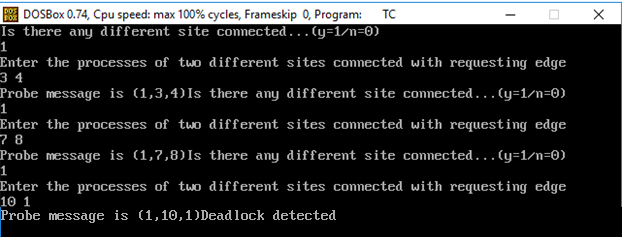 DOSBox 0.74, Cpu speed: max 100% cycles, Frameskip 0, Program: TC
Is there any different site connected...(y=1/n=0)
1
Enter the processes of two different sites connected with requesting edge
3 4
Probe message is (1,3,4)Is there any different site connected...(y=1/n=0)
1
Enter the processes of two different sites connected with requesting edge
7 8
Probe message is (1,7,8)Is there any different site connected...(y=1/n=0)
1
Enter the processes of two different sites connected with requesting edge
10 1
Probe message is (1,10,1)Deadlock detected